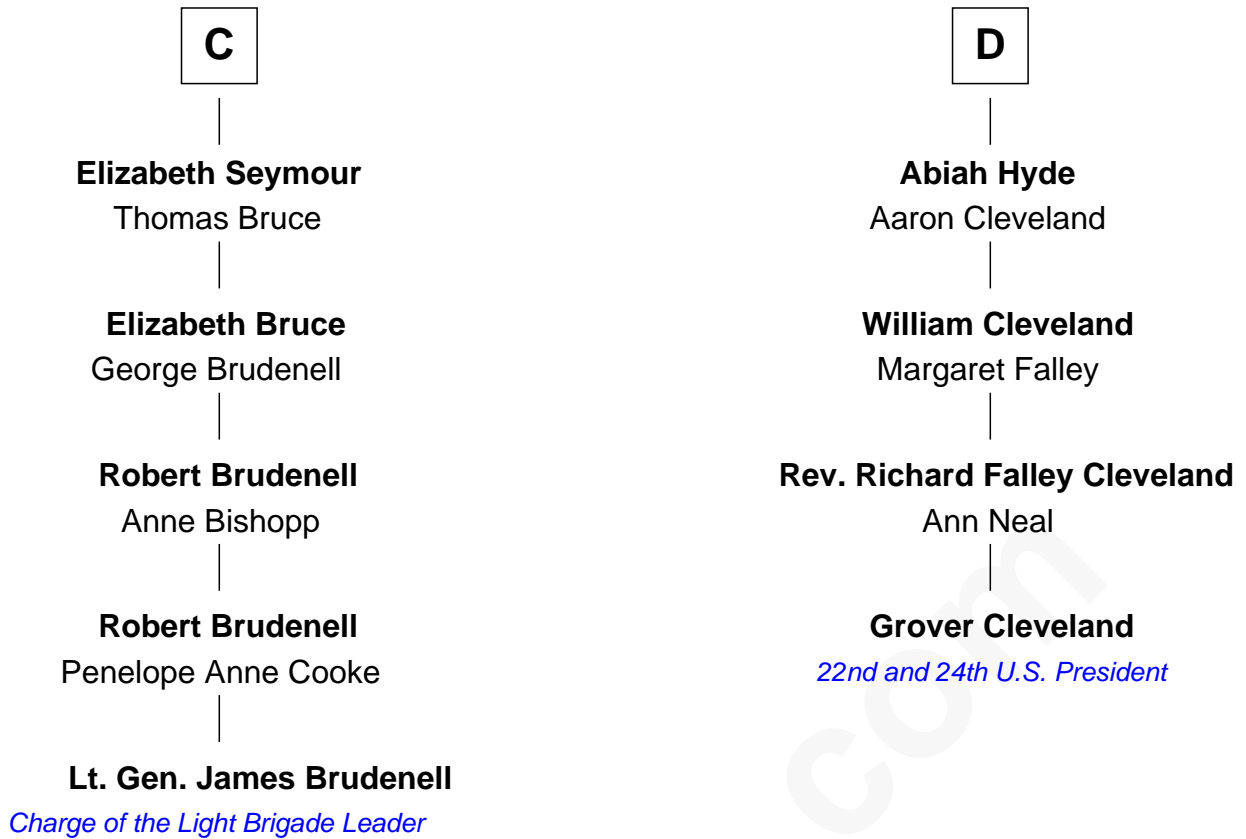 C
Elizabeth Seymour
Thomas Bruce
Elizabeth Bruce
George Brudenell
Robert Brudenell
Anne Bishopp
Robert Brudenell
Penelope Anne Cooke
Lt. Gen. James Brudenell
Charge of the Light Brigade Leader
D
Abiah Hyde
Aaron Cleveland
William Cleveland
Margaret Falley
Rev. Richard Falley Cleveland
Ann Neal
Grover Cleveland
22nd and 24th U.S. President
com